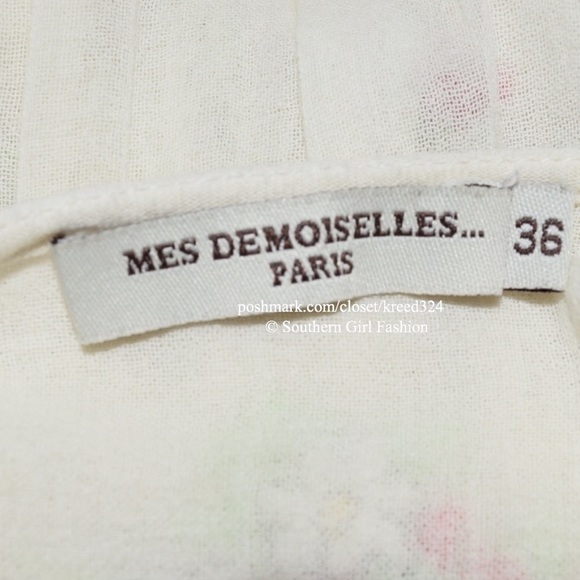 MES DEMOISELLES...
PARIS
36
poshmark.com/closet/kreed324
© Southern Girl Fashion